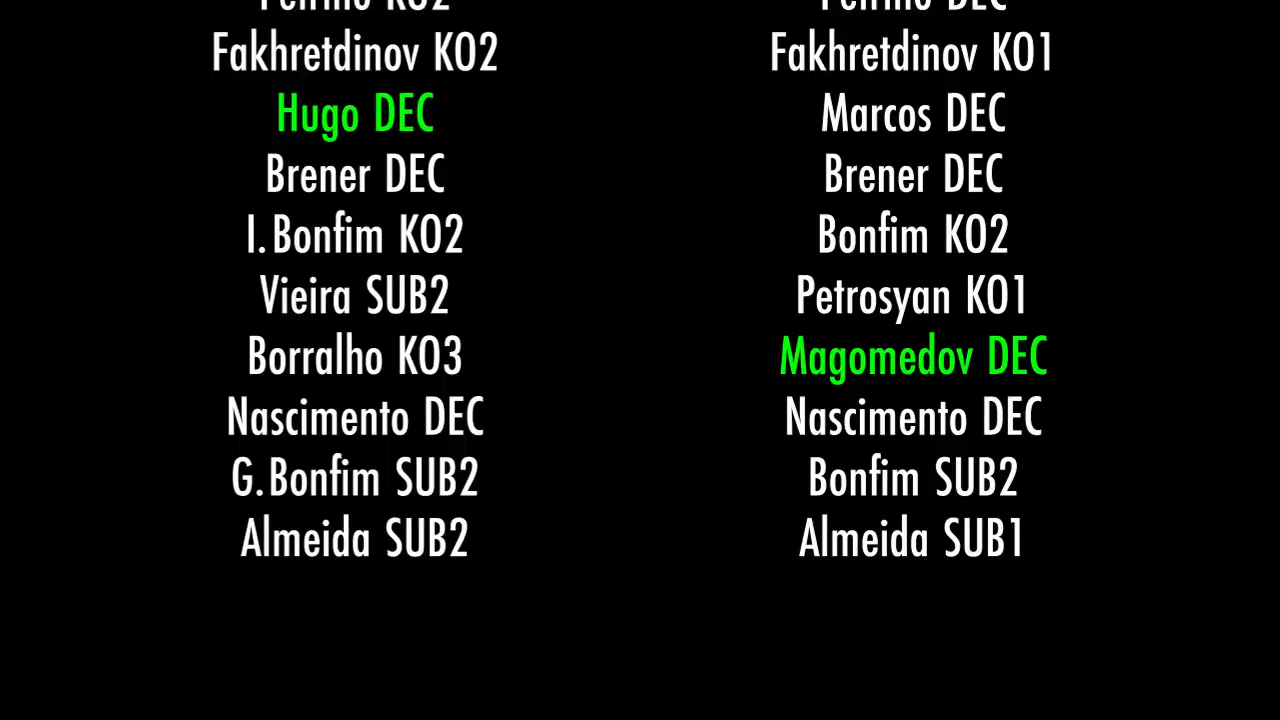 Fakhretdinov KO2
Hugo DEC
Brener DEC
I. Bonfim KO2
Vieira SUB2
Borralho KO3
Nascimento DEC
G. Bonfim SUB2
Almeida SUB2
Fakhretdinov KO1
Marcos DEC
Brener DEC
Bonfim KO2
Petrosyan KO1
Magomedov DEC
Nascimento DEC
Bonfim SUB2
Almeida SUB1